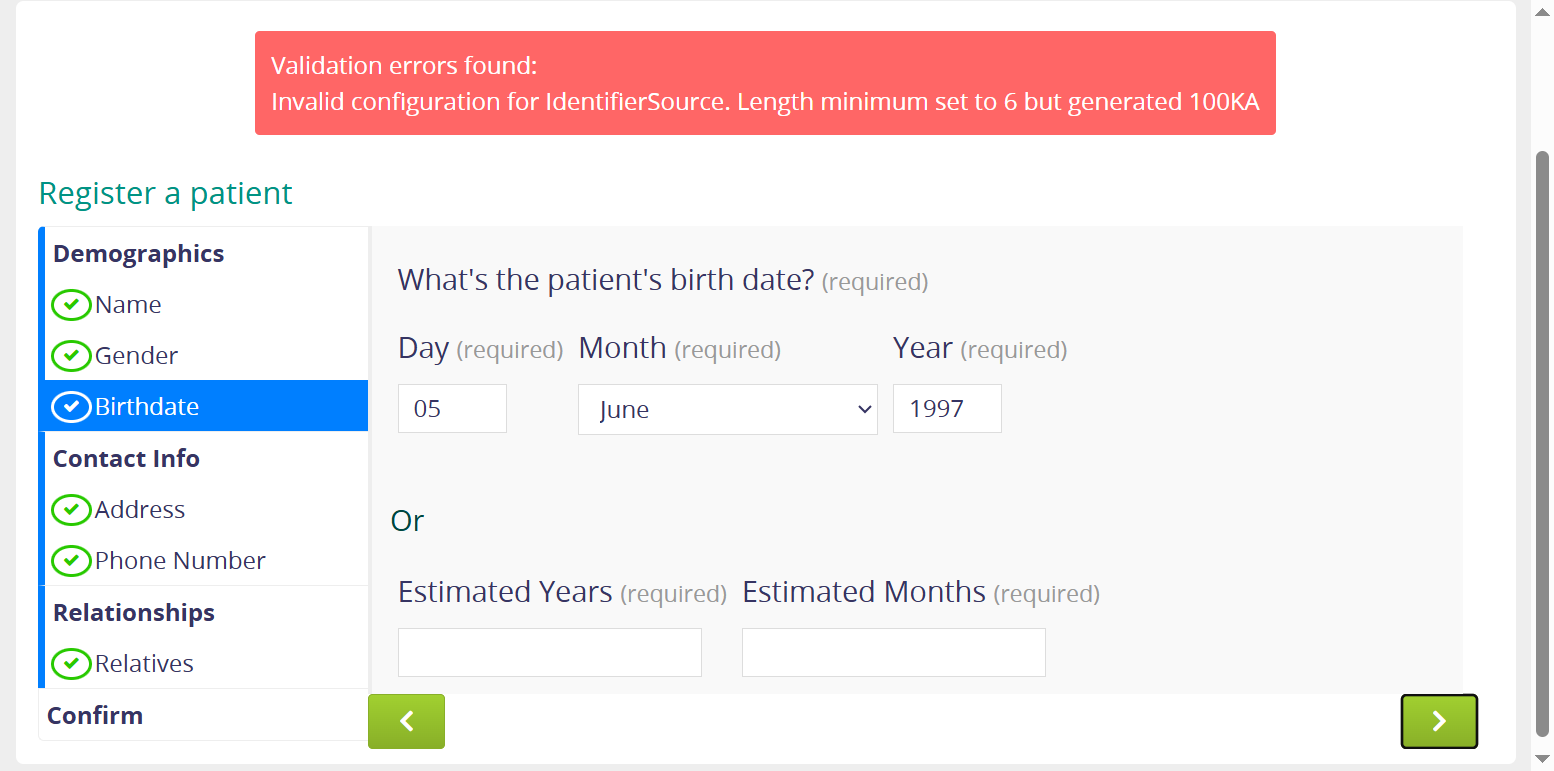 Validation errors found:
Invalid configuration for IdentifierSource. Length minimum set to 6 but generated 100KA
Register a patient
Demographics
Name
Gender
Birthdate
Contact Info
Address
Phone Number
Relationships
Relatives
Confirm
What's the patient's birth date? (required)
Day (required) Month (required) Year (required)
05 June 1997
Or
Estimated Years (required) Estimated Months (required)